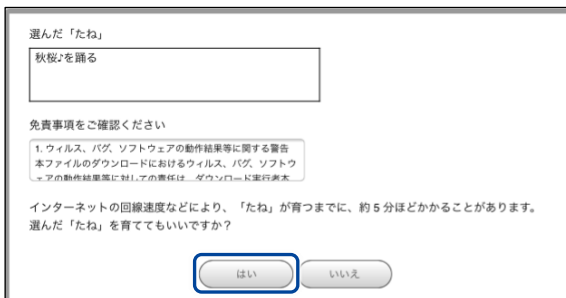 選んだ「たね」
秋桜♪を踊る
免責事項をご確認ください
1. ウィルス、バグ、ソフトウェアの動作結果等に関する警告
本ファイルのダウンロードにおけるウィルス、バグ、ソフトウ
ェアの動作結果等に対しての責任は、ダウンロード実行者本
インターネットの回線速度などにより、「たね」が育つまでに、約 5 分ほどかかることがあります。
選んだ「たね」を育ててもいいですか？
はい
いいえ